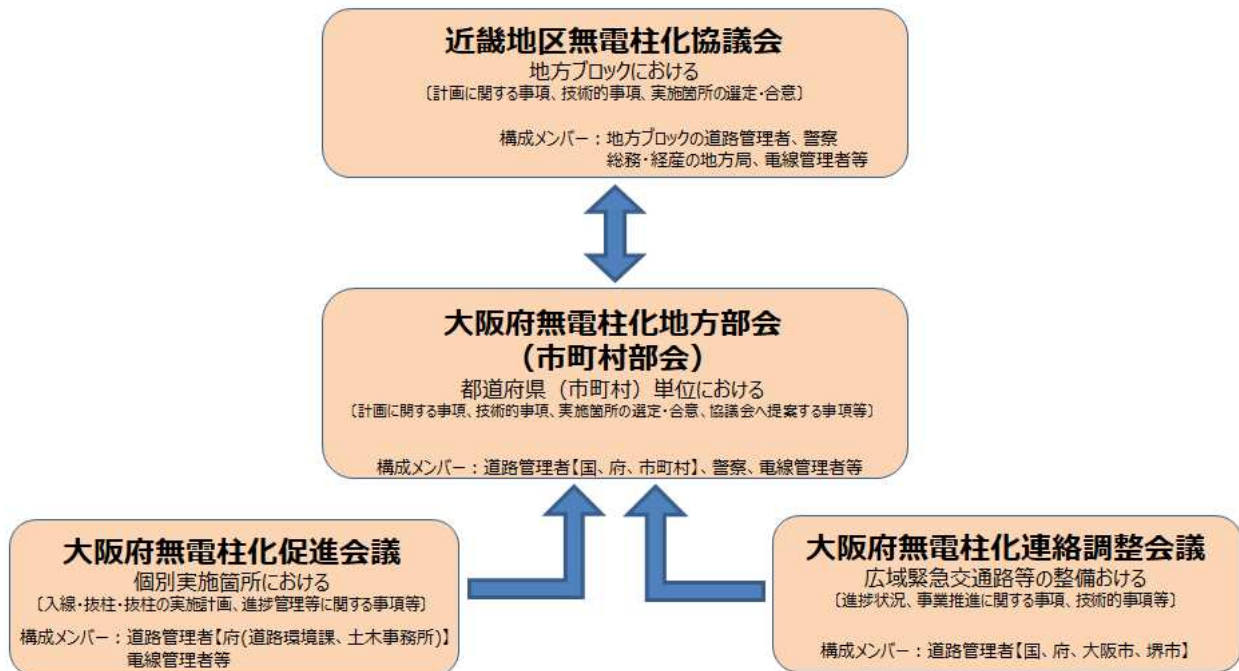 近畿地区無電柱化協議会
地方ブロックにおける
〔計画に関する事項、技術的事項、実施箇所の選定・合意〕
構成メンバー：地方ブロックの道路管理者、警察
総務・経産の地方局、電線管理者等
大阪府無電柱化地方部会
（市町村部会）
都道府県（市町村）単位における
〔計画に関する事項、技術的事項、実施箇所の選定・合意、協議会へ提案する事項等〕
構成メンバー：道路管理者【国、府、市町村】、警察、電線管理者等
大阪府無電柱化促進会議
個別実施箇所における
〔入線・抜柱・抜柱の実施計画、進捗管理等に関する事項等〕
構成メンバー：道路管理者【府(道路環境課、土木事務所)】
電線管理者等
大阪府無電柱化連絡調整会議
広域緊急交通路等の整備おける
〔進捗状況、事業推進に関する事項、技術的事項等〕
構成メンバー：道路管理者【国、府、大阪市、堺市】